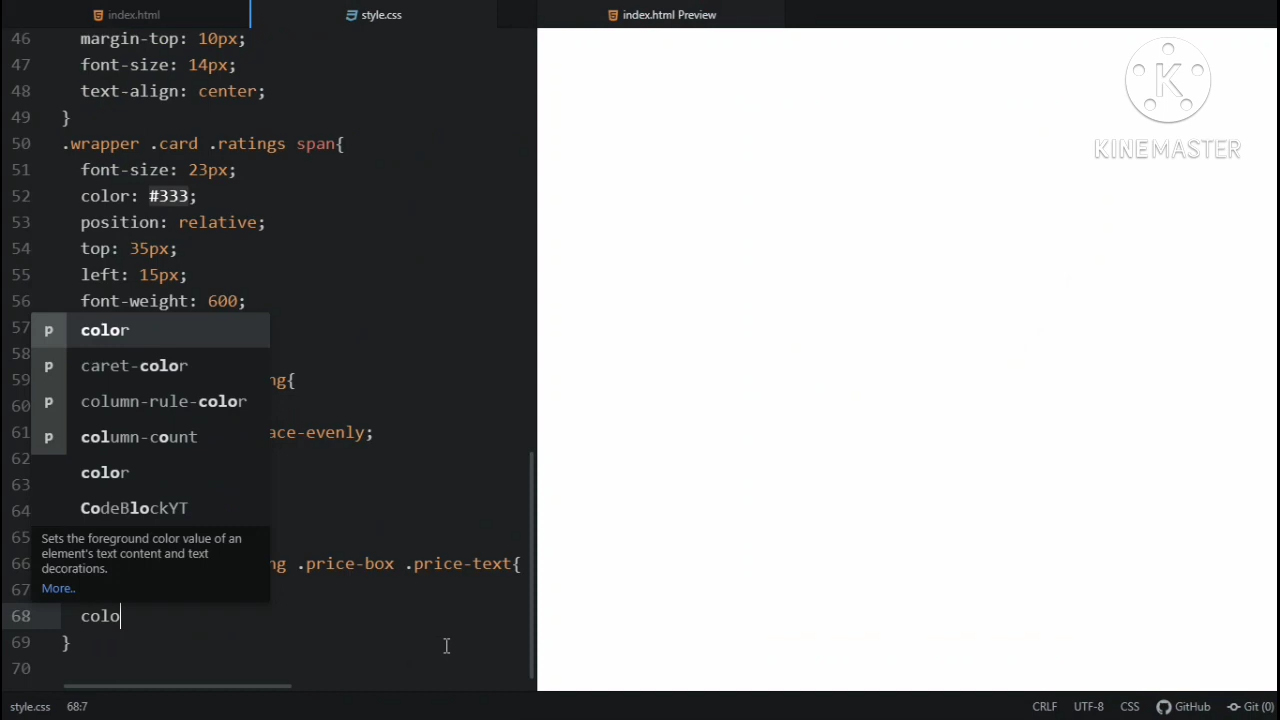 index.html
style.css
index.html Preview
46 margin-top: 10px;
47 font-size: 14px;
48 text-align: center;
49 }
50 .wrapper .card .ratings span{
51 font-size: 23px;
52 color: #333;
53 position: relative;
54 top: 35px;
55 left: 15px;
56 font-weight: 600;
57
58
59 ng{
60
61 ace-evenly;
62
63
64
65
66 ng .price-box .price-text{
67
68 colo
69 }
70
p color
p caret-color
p column-rule-color
p column-count
color
CodeBlockYT
Sets the foreground color value of an
element's text content and text
decorations.
More..
K
KINEMASTER
style.css 68:7
CRLF UTF-8 CSS GitHub Git (0)